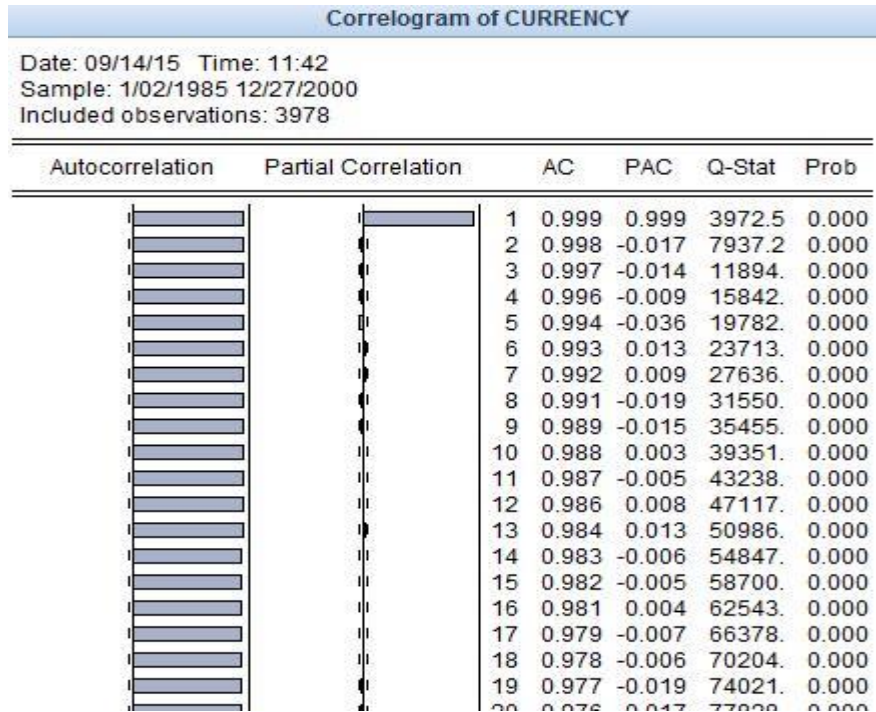 Correlogram of CURRENCY
Date: 09/14/15 Time: 11:42
Sample: 1/02/1985 12/27/2000
Included observations: 3978
Autocorrelation Partial Correlation AC PAC Q-Stat Prob
1 0.999 0.999 3972.5 0.000
2 0.998 -0.017 7937.2 0.000
3 0.997 -0.014 11894. 0.000
4 0.996 -0.009 15842. 0.000
5 0.994 -0.036 19782. 0.000
6 0.993 0.013 23713. 0.000
7 0.992 0.009 27636. 0.000
8 0.991 -0.019 31550. 0.000
9 0.989 -0.015 35455. 0.000
10 0.988 0.003 39351. 0.000
11 0.987 -0.005 43238. 0.000
12 0.986 0.008 47117. 0.000
13 0.984 0.013 50986. 0.000
14 0.983 -0.006 54847. 0.000
15 0.982 -0.005 58700. 0.000
16 0.981 0.004 62543. 0.000
17 0.979 -0.007 66378. 0.000
18 0.978 -0.006 70204. 0.000
19 0.977 -0.019 74021. 0.000